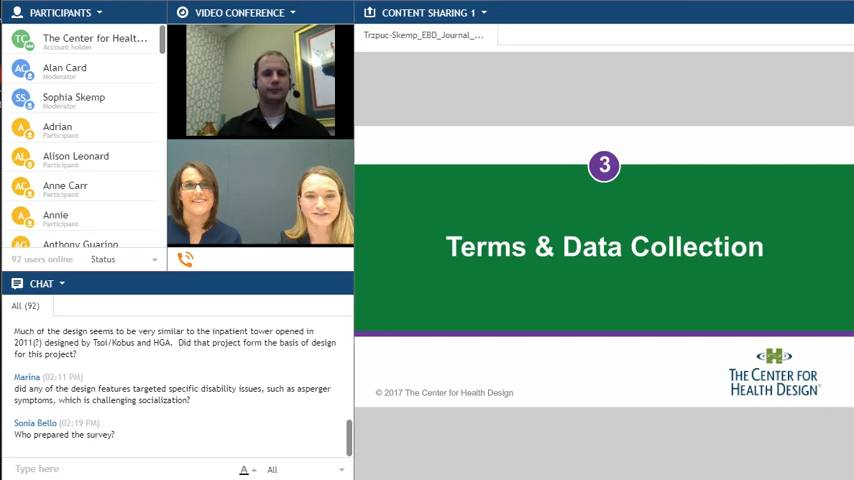 PARTICIPANTS
VIDEO CONFERENCE
CONTENT SHARING 1
TC
The Center for Healt...
Account holder
Trzpuc-Skemp_EBD_Journal_...
AC
Alan Card
Moderator
SS
Sophia Skemp
Moderator
A
Adrian
Participant
AL
Alison Leonard
Participant
AC
Anne Carr
Participant
A
Annie
Participant
AG
Anthony Guarino
92 users online
Status
3
Terms & Data Collection
THE CENTER FOR
HEALTH DESIGN
© 2017 The Center for Health Design
CHAT
All (92)
Much of the design seems to be very similar to the inpatient tower opened in
2011(?) designed by Tsoi/Kobus and HGA. Did that project form the basis of design
for this project?
Marina (02:11 PM)
did any of the design features targeted specific disability issues, such as asperger
symptoms, which is challenging socialization?
Sonia Bello (02:19 PM)
Who prepared the survey?
Type here
A
All